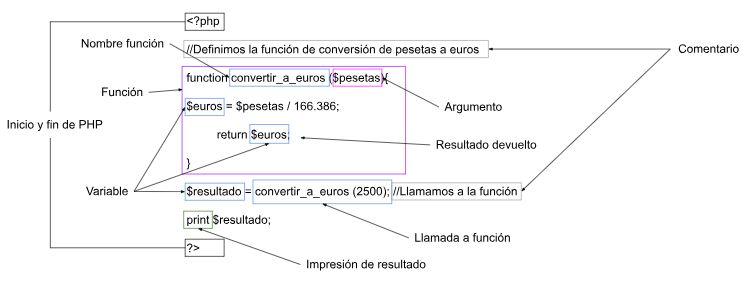 <?php
Nombre función
//Definimos la función de conversión de pesetas a euros
Comentario
function convertir_a_euros ($pesetas){
Función
$euros = $pesetas / 166.386;
Argumento
Inicio y fin de PHP
return $euros;
Resultado devuelto
}
Variable
$resultado = convertir_a_euros (2500); //Llamamos a la función
print $resultado;
Llamada a función
?>
Impresión de resultado